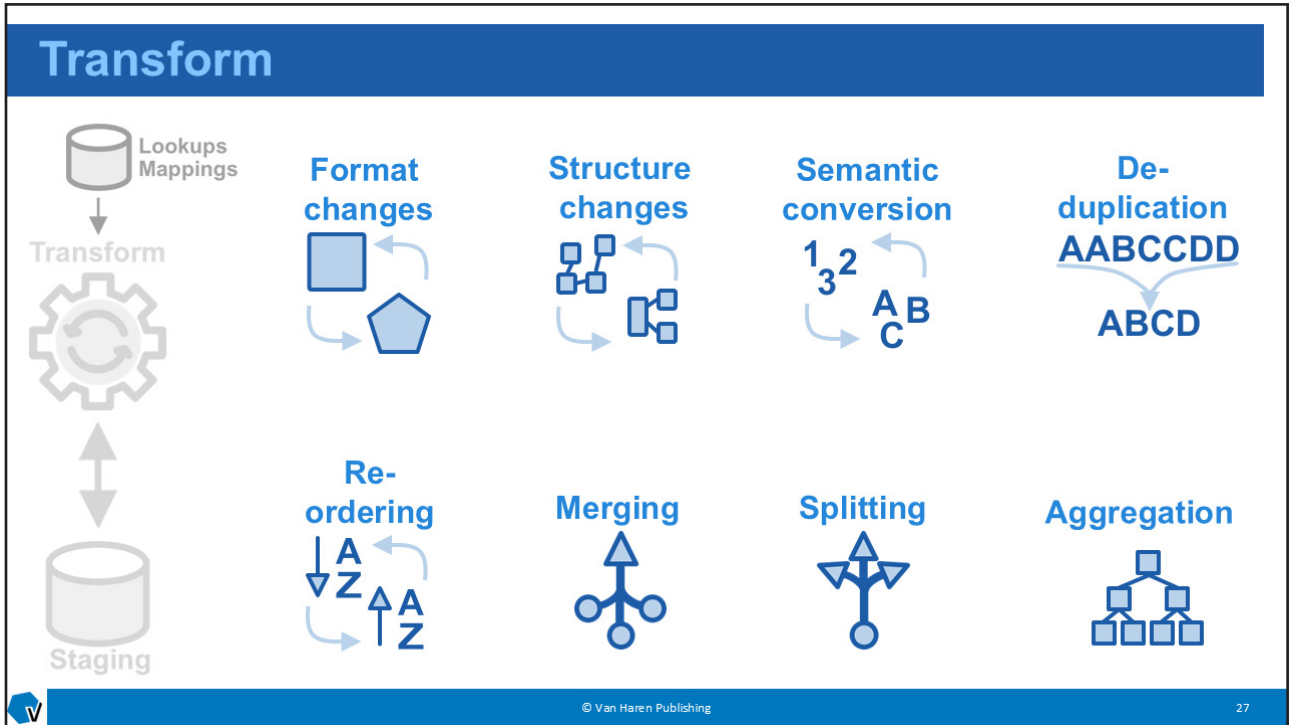 Transform
Lookups
Mappings
Transform
Staging
Format
changes
Structure
changes
Semantic
conversion
1
2
3
A
B
C
De-
duplication
AABCCDD
ABCD
Re-
ordering
A
Z
A
Z
Merging
Splitting
Aggregation
V
© Van Haren Publishing
27